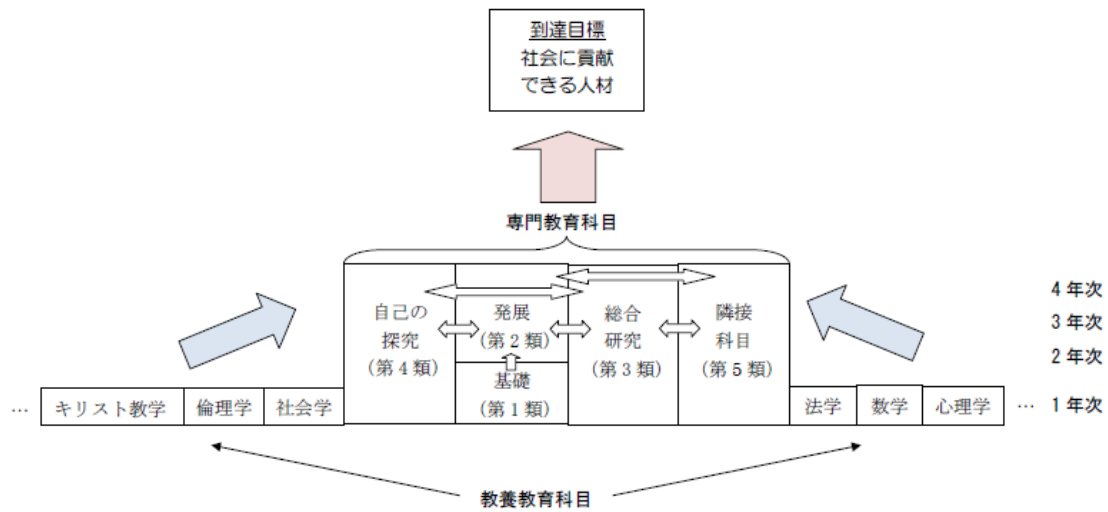 到達目標
社会に貢献
できる人材
専門教育科目
自己の
探究
(第4類)
発展
(第2類)
基礎
(第1類)
総合
研究
(第3類)
隣接
科目
(第5類)
4年次
3年次
2年次
1年次
… キリスト教学 倫理学 社会学
法学 数学 心理学 …
教養教育科目